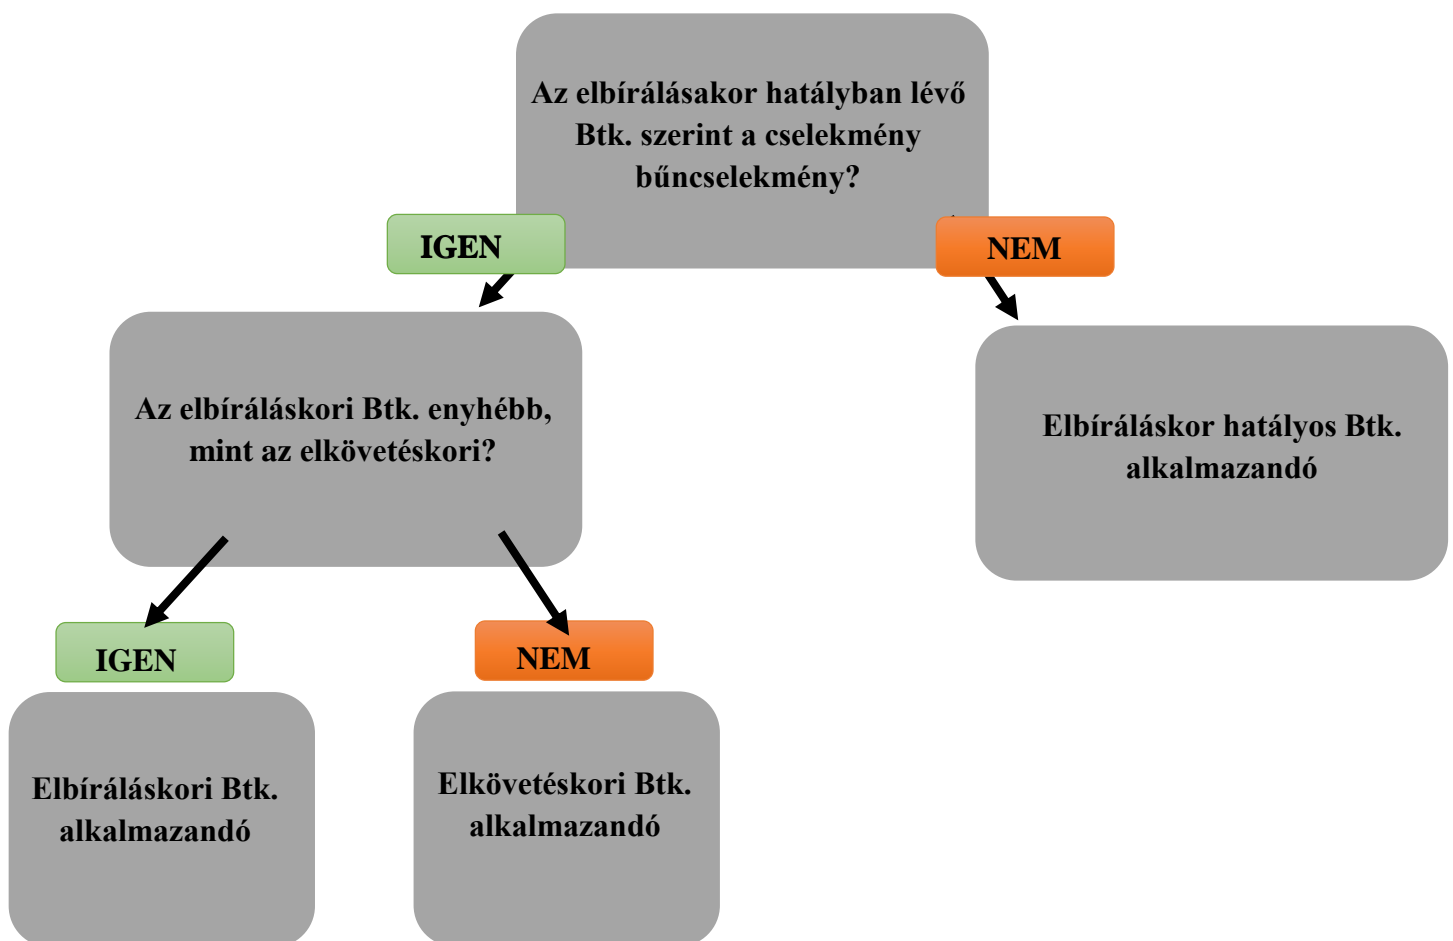 Az elbírálásakor hatályban lévő
Btk. szerint a cselekmény
bűncselekmény?
IGEN
NEM
Az elbíráláskori Btk. enyhébb,
mint az elkövetéskori?
Elbíráláskor hatályos Btk.
alkalmazandó
IGEN
NEM
Elbíráláskori Btk.
alkalmazandó
Elkövetéskori Btk.
alkalmazandó